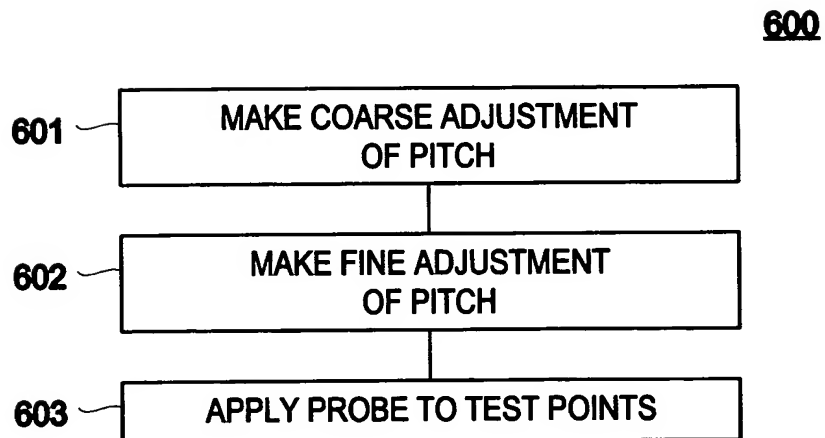 600
601
MAKE COARSE ADJUSTMENT
OF PITCH
602
MAKE FINE ADJUSTMENT
OF PITCH
603
APPLY PROBE TO TEST POINTS